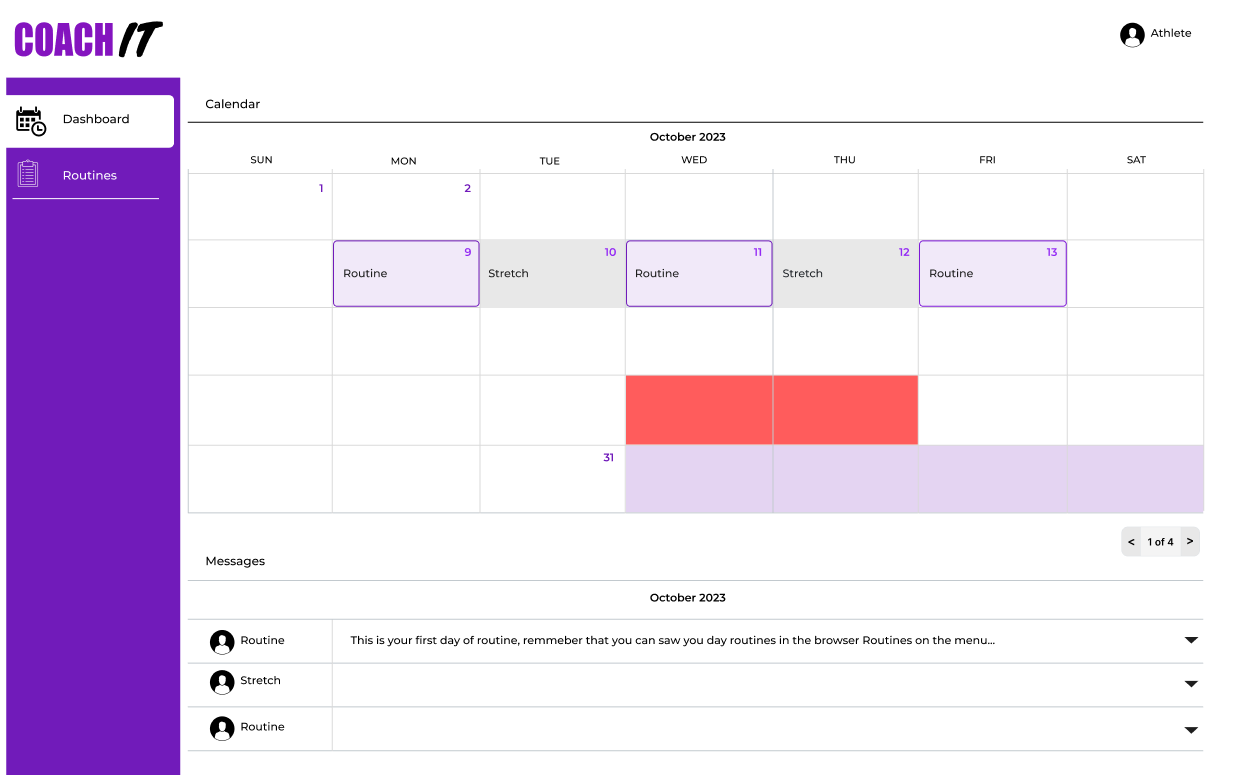 COACH IT
Athlete
Dashboard
Routines
Calendar
October 2023
SUN MON TUE WED THU FRI SAT
1 2
9 10 11 12 13
Routine Stretch Routine Stretch Routine
31
< 1 of 4 >
Messages
October 2023
Routine This is your first day of routine, remmeber that you can saw you day routines in the browser Routines on the menu...
Stretch
Routine